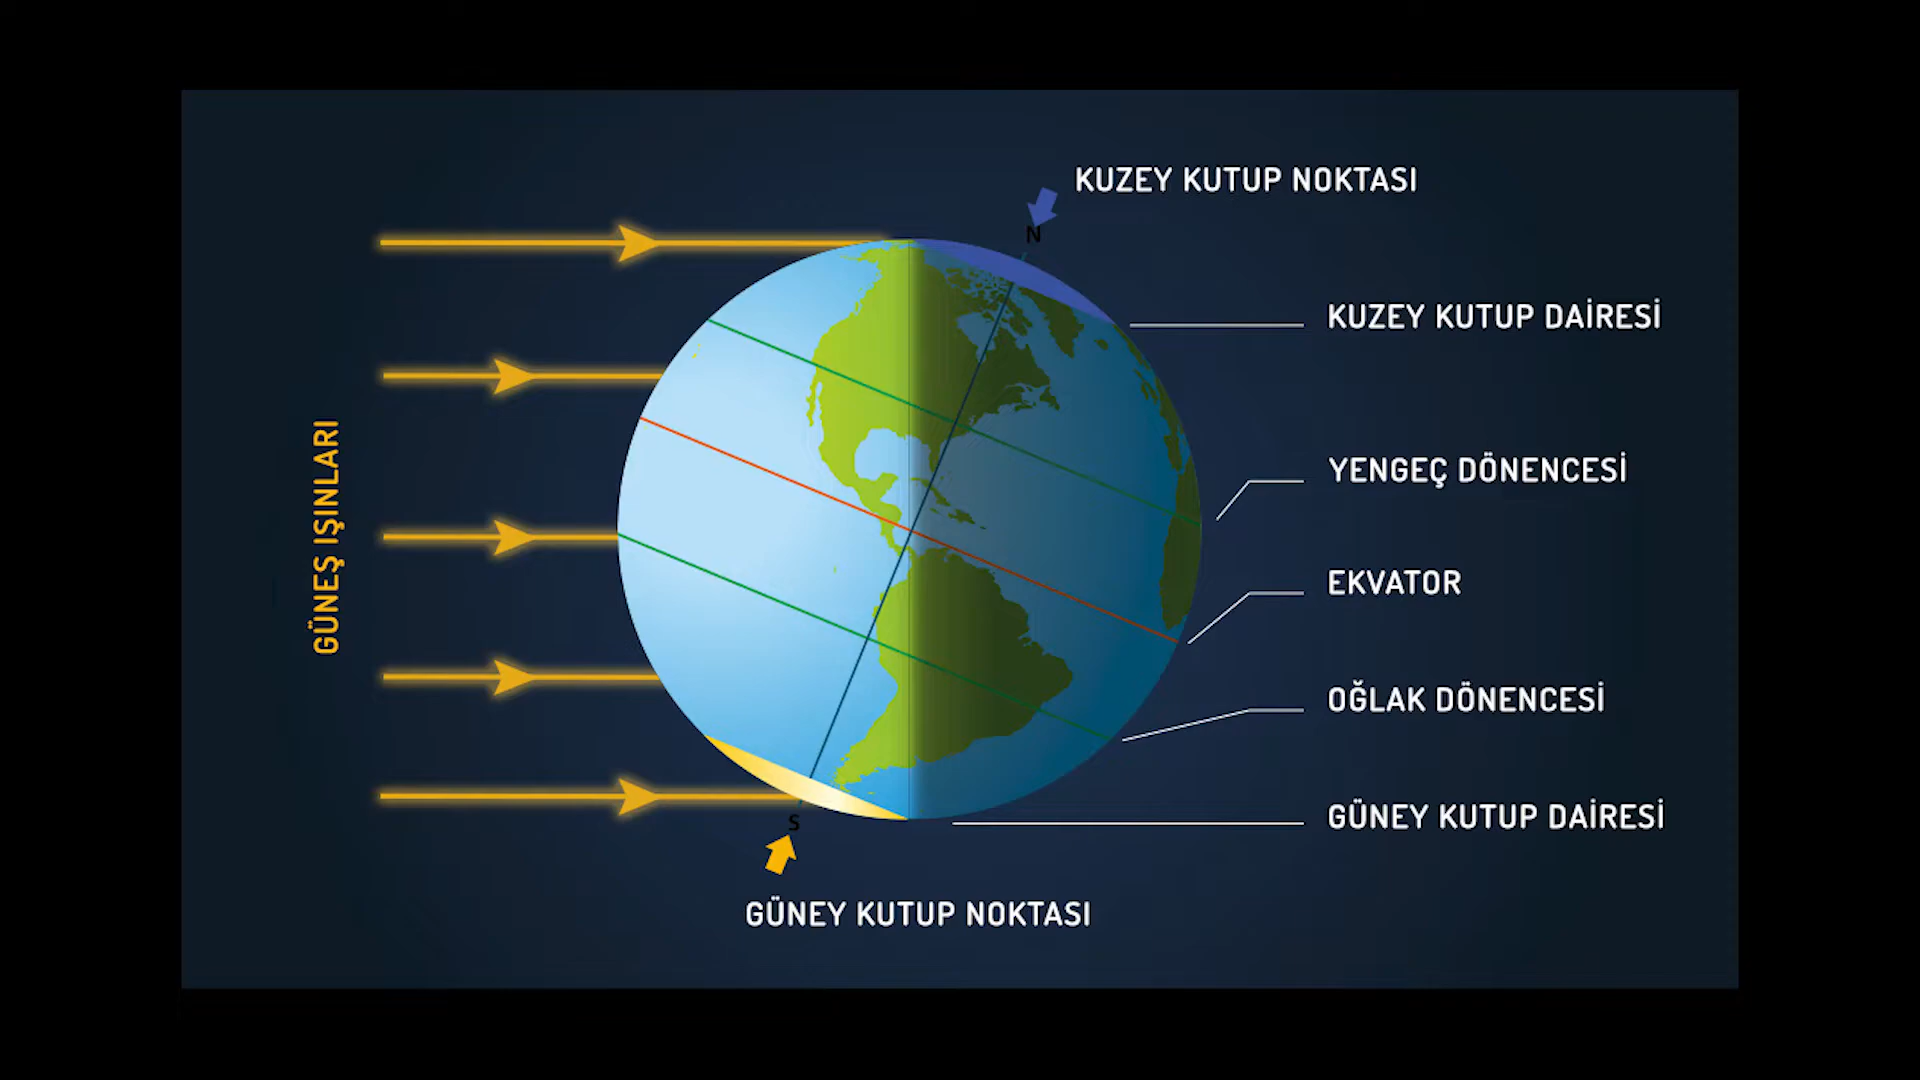 KUZEY KUTUP NOKTASI
N
KUZEY KUTUP DAİRESİ
YENGEÇ DÖNENCESİ
GÜNEŞ IŞINLARI
EKVATOR
OĞLAK DÖNENCESİ
GÜNEY KUTUP DAİRESİ
S
GÜNEY KUTUP NOKTASI